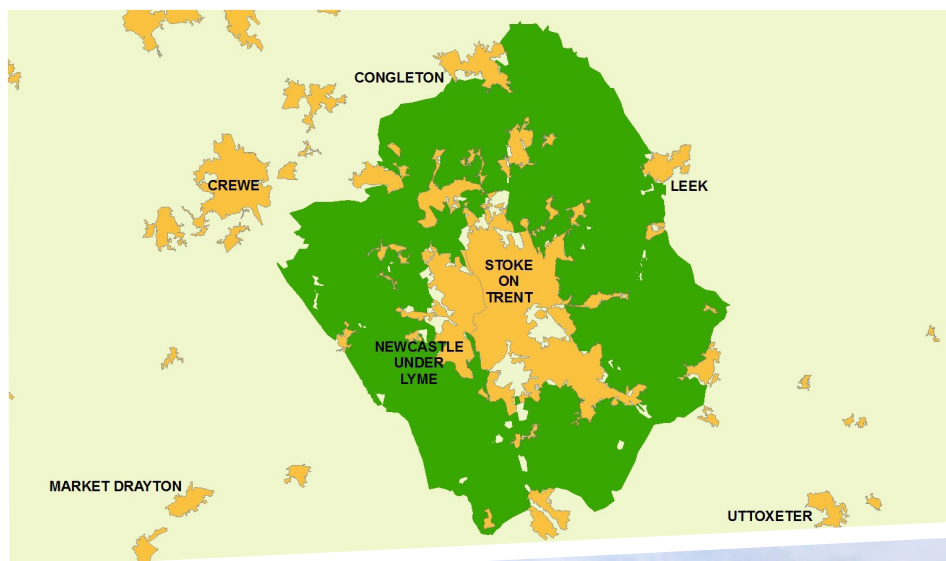 CONGLETON
CREWE
LEEK
STOKE
ON
TRENT
NEWCASTLE
UNDER
LYME
MARKET DRAYTON
UTTOXETER